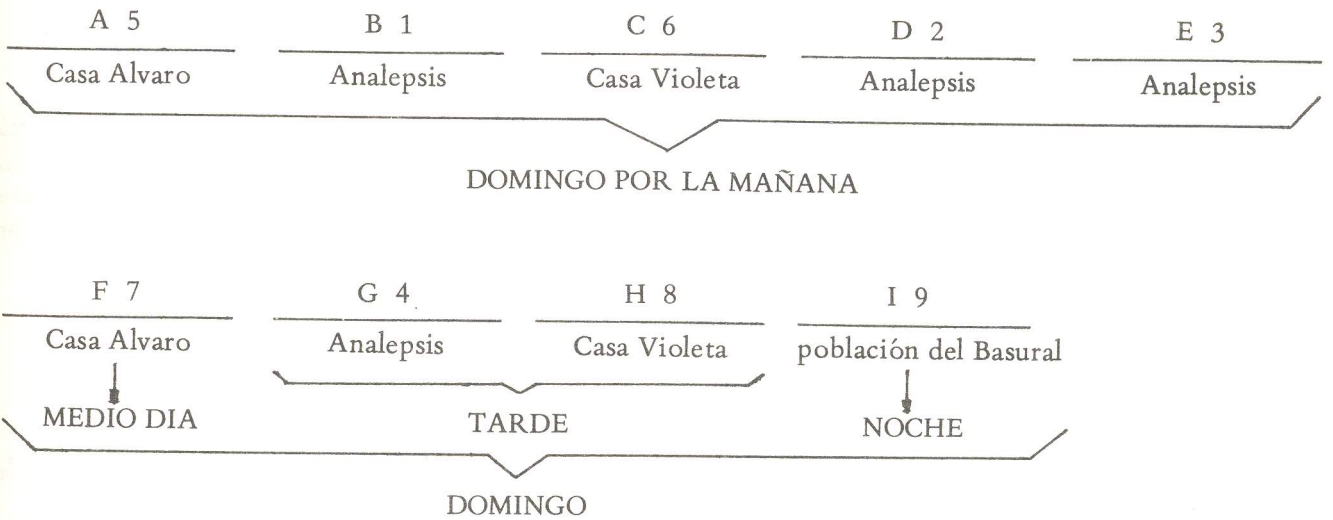 A 5 B 1 C 6 D 2 E 3
Casa Alvaro Analepsis Casa Violeta Analepsis Analepsis
DOMINGO POR LA MAÑANA
F 7 G 4 H 8 I 9
Casa Alvaro Analepsis Casa Violeta población del Basural
MEDIO DIA TARDE NOCHE
DOMINGO